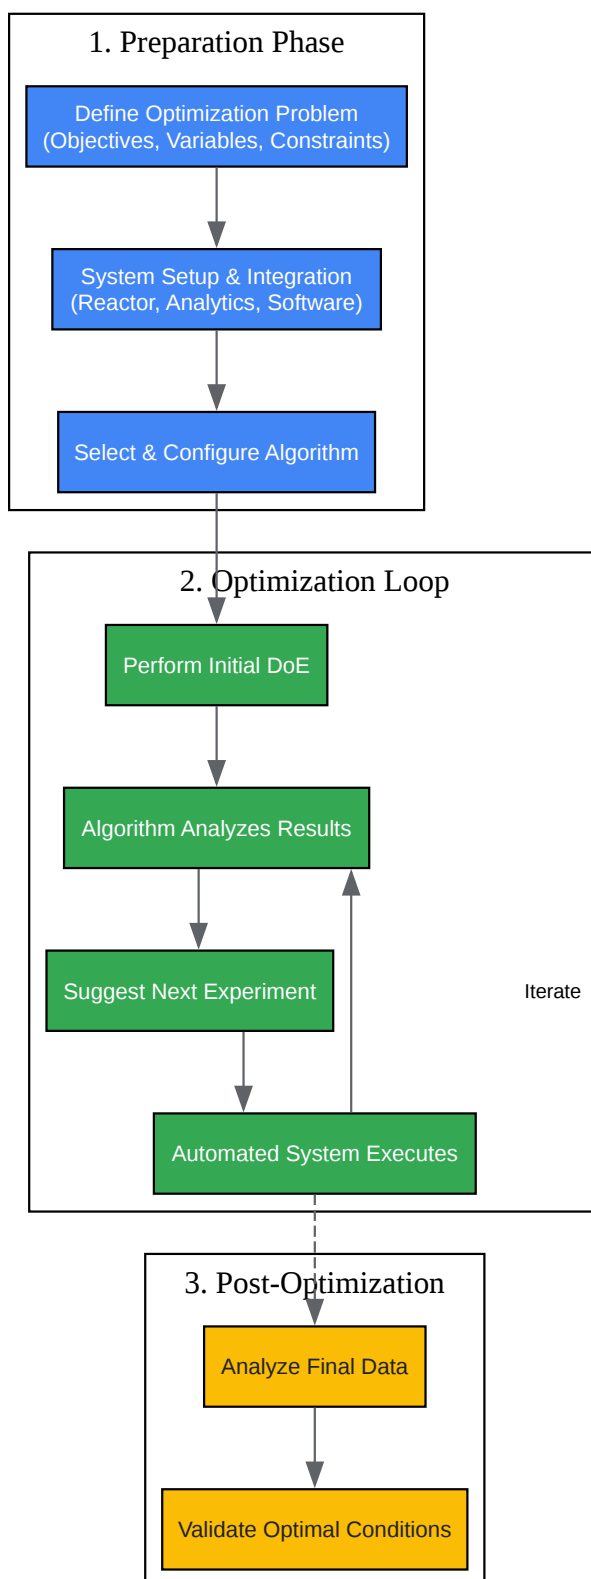 1. Preparation Phase
Define Optimization Problem
(Objectives, Variables, Constraints)
System Setup & Integration
(Reactor, Analytics, Software)
Select & Configure Algorithm
2. Optimization Loop
Perform Initial DoE
Algorithm Analyzes Results
Suggest Next Experiment
Iterate
Automated System Executes
3. Post-Optimization
Analyze Final Data
Validate Optimal Conditions